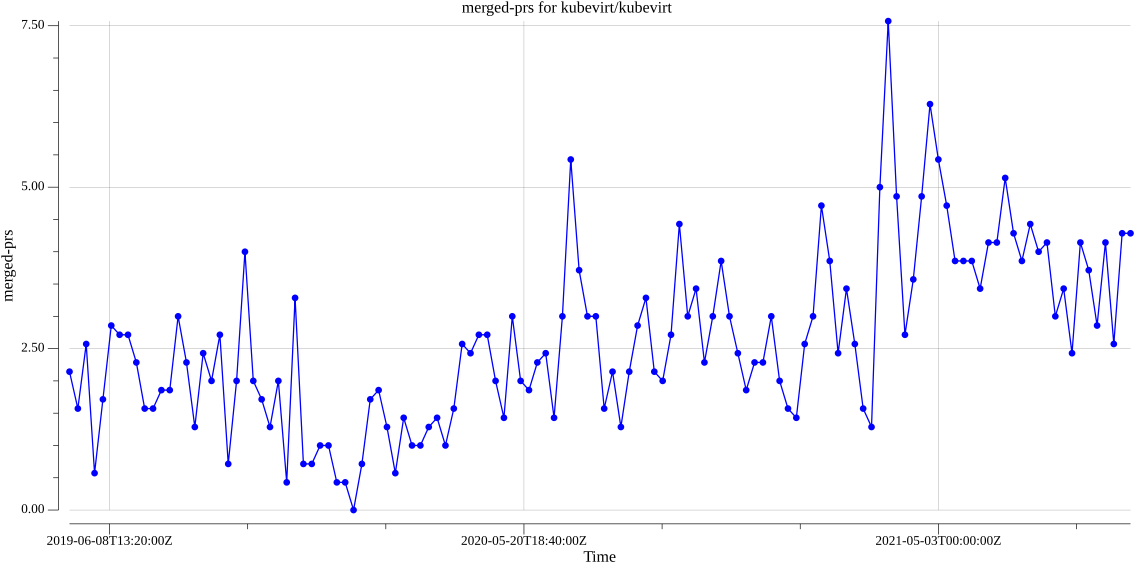 merged-prs for kubevirt/kubevirt
7.50
5.00
2.50
0.00
merged-prs
2019-06-08T13:20:00Z
2020-05-20T18:40:00Z
2021-05-03T00:00:00Z
Time